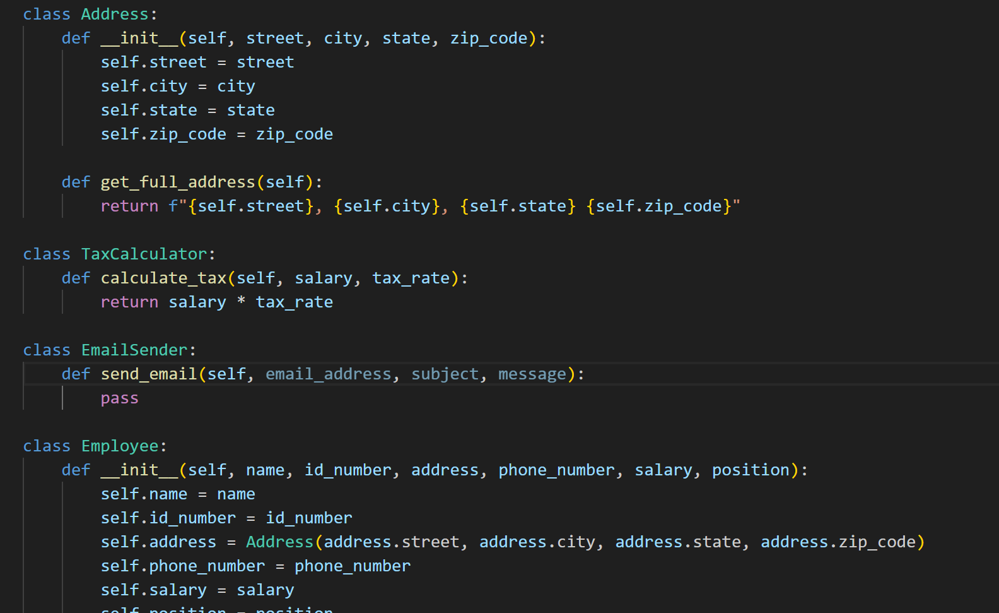 class Address:
    def __init__(self, street, city, state, zip_code):
        self.street = street
        self.city = city
        self.state = state
        self.zip_code = zip_code

    def get_full_address(self):
        return f"{self.street}, {self.city}, {self.state} {self.zip_code}"

class TaxCalculator:
    def calculate_tax(self, salary, tax_rate):
        return salary * tax_rate

class EmailSender:
    def send_email(self, email_address, subject, message):
        pass

class Employee:
    def __init__(self, name, id_number, address, phone_number, salary, position):
        self.name = name
        self.id_number = id_number
        self.address = Address(address.street, address.city, address.state, address.zip_code)
        self.phone_number = phone_number
        self.salary = salary
        self.position = position